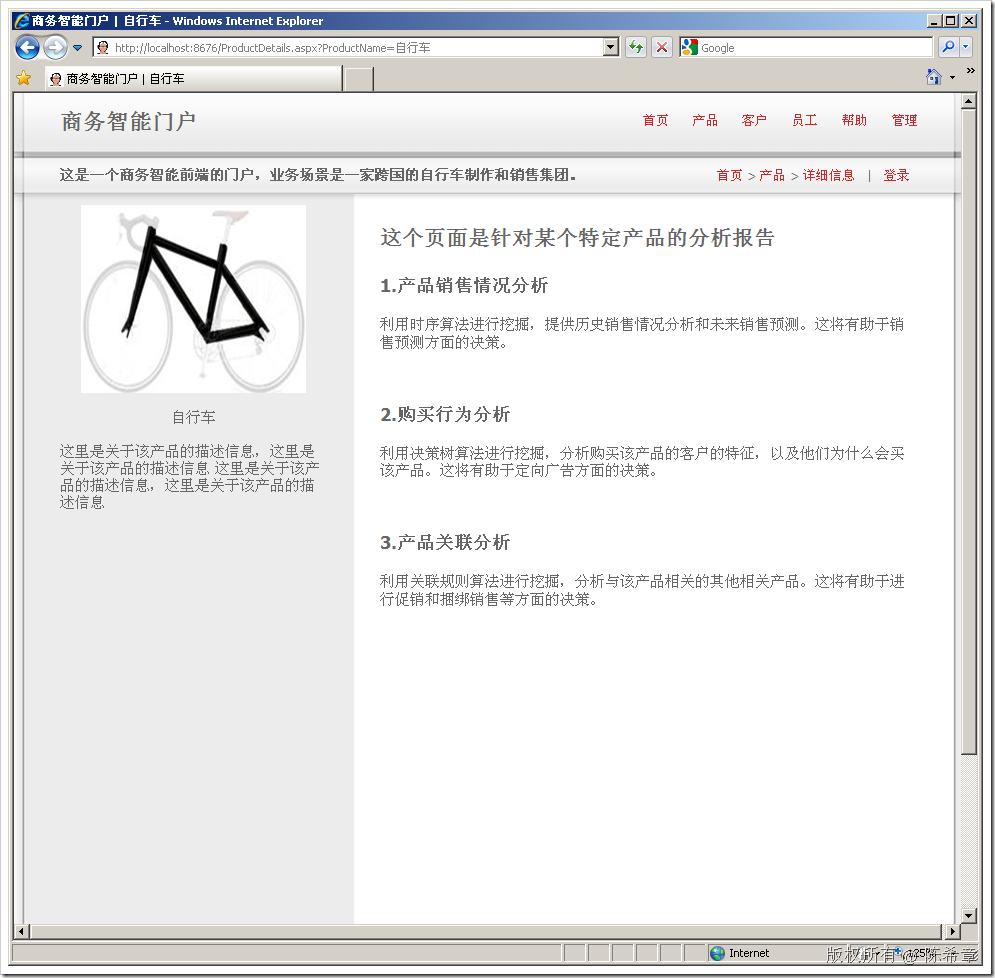 商务智能门户 | 自行车 - Windows Internet Explorer
http://localhost:8676/ProductDetails.aspx?ProductName=自行车
Google
商务智能门户 | 自行车
商务智能门户
首页 产品 客户 员工 帮助 管理
这是一个商务智能前端的门户，业务场景是一家跨国的自行车制作和销售集团。
首页 > 产品 > 详细信息 | 登录
自行车
这里是关于该产品的描述信息，这里是
关于该产品的描述信息 这里是关于该产
品的描述信息，这里是关于该产品的描
述信息
这个页面是针对某个特定产品的分析报告
1.产品销售情况分析
利用时序算法进行挖掘，提供历史销售情况分析和未来销售预测。这将有助于销
售预测方面的决策。
2.购买行为分析
利用决策树算法进行挖掘，分析购买该产品的客户的特征，以及他们为什么会买
该产品。这将有助于定向广告方面的决策。
3.产品关联分析
利用关联规则算法进行挖掘，分析与该产品相关的其他相关产品。这将有助于进
行促销和捆绑销售等方面的决策。
Internet
125%
版权所有 @ 陈希章